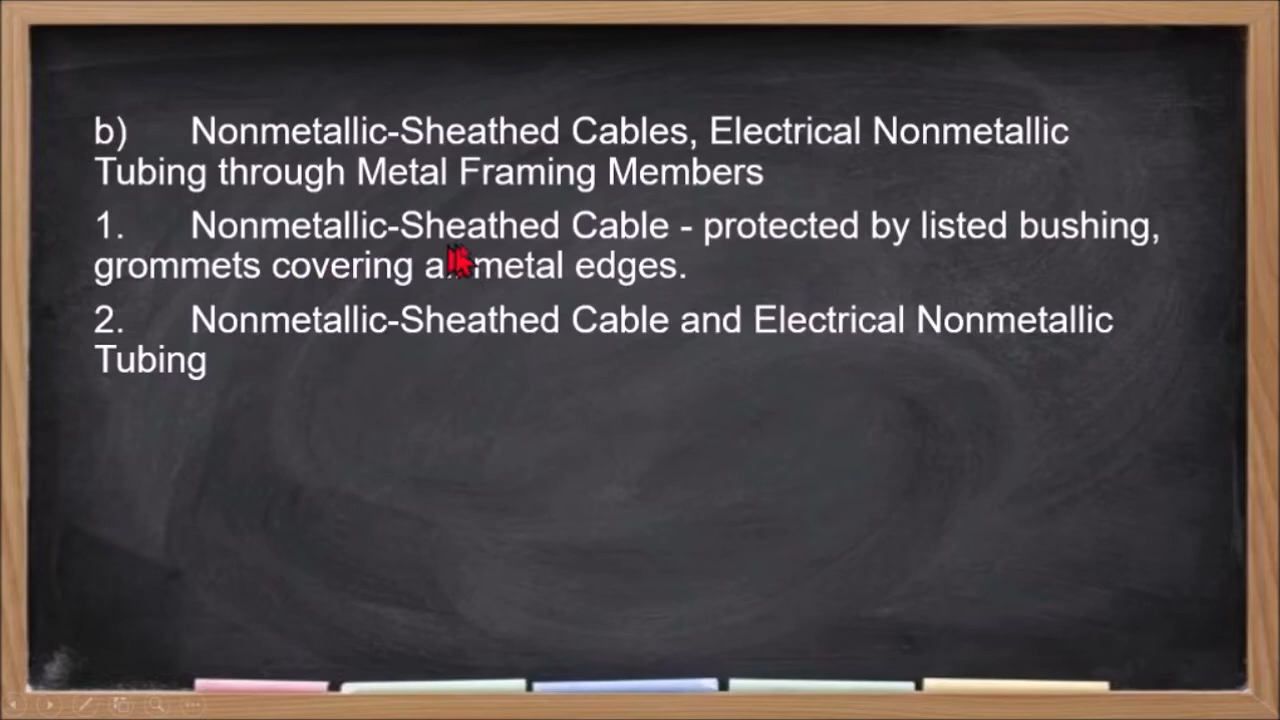 b) Nonmetallic-Sheathed Cables, Electrical Nonmetallic
Tubing through Metal Framing Members
1. Nonmetallic-Sheathed Cable - protected by listed bushing,
grommets covering metal edges.
2. Nonmetallic-Sheathed Cable and Electrical Nonmetallic
Tubing